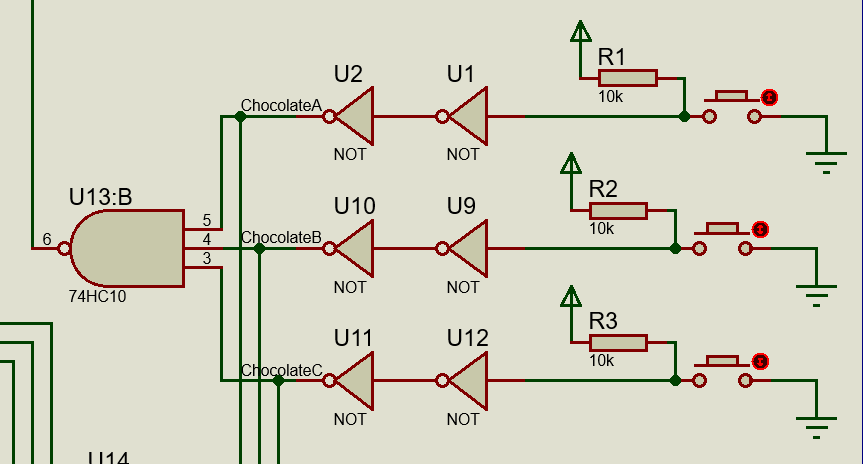 R1
U2
U1
10k
ChocolateA
NOT
NOT
R2
U13:B
U10
U9
5
10k
6
4
ChocolateB
3
NOT
NOT
74HC10
R3
U11
U12
10k
ChocolateC
NOT
NOT
U14